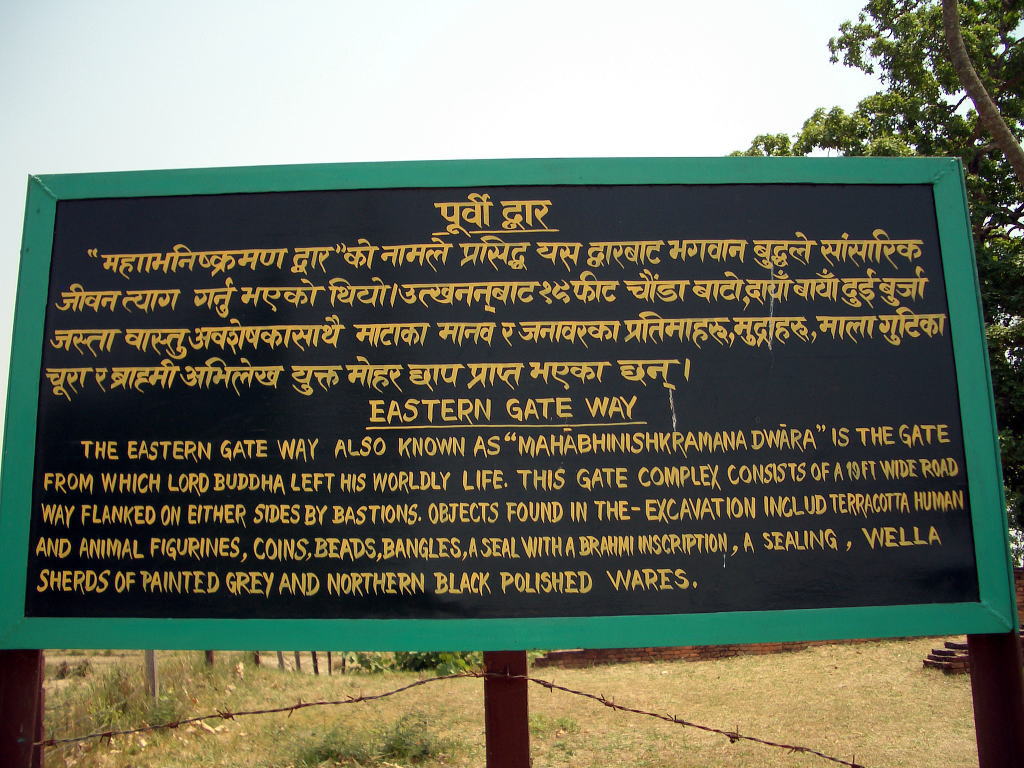 पूर्वी द्वार
"महााभनिष्क्रमण द्वार"को नामले प्रसिद्ध यस द्वारबाट भगवान बुद्धले सांसारिक
जीवन त्याग गर्नु भएको थियो।उत्खननबाट १९फीट चौंडा बाटो,दायाँ बायाँ दुई बुर्जा
जस्ता वास्तु अवशेषकासाथै माटाका मानव र जनावरका प्रतिमाहरू,मुद्राहरू, माला गुटिका
चूरा र ब्राह्मी अभिलेख युक्त मोहर छाप प्राप्त भएका छन्।
EASTERN GATE WAY
THE EASTERN GATE WAY ALSO KNOWN AS "MAHĀBHINISHKRAMANA DWĀRA" IS THE GATE
FROM WHICH LORD BUDDHA LEFT HIS WORLDLY LIFE. THIS GATE COMPLEX CONSISTS OF A 19FT WIDE ROAD
WAY FLANKED ON EITHER SIDES BY BASTIONS. OBJECTS FOUND IN THE-EXCAVATION INCLUD TERRACOTTA HUMAN
AND ANIMAL FIGURINES, COINS, BEADS, BANGLES, A SEAL WITH A BRAHMI INSCRIPTION, A SEALING, WELLA
SHERDS OF PAINTED GREY AND NORTHERN BLACK POLISHED WARES.